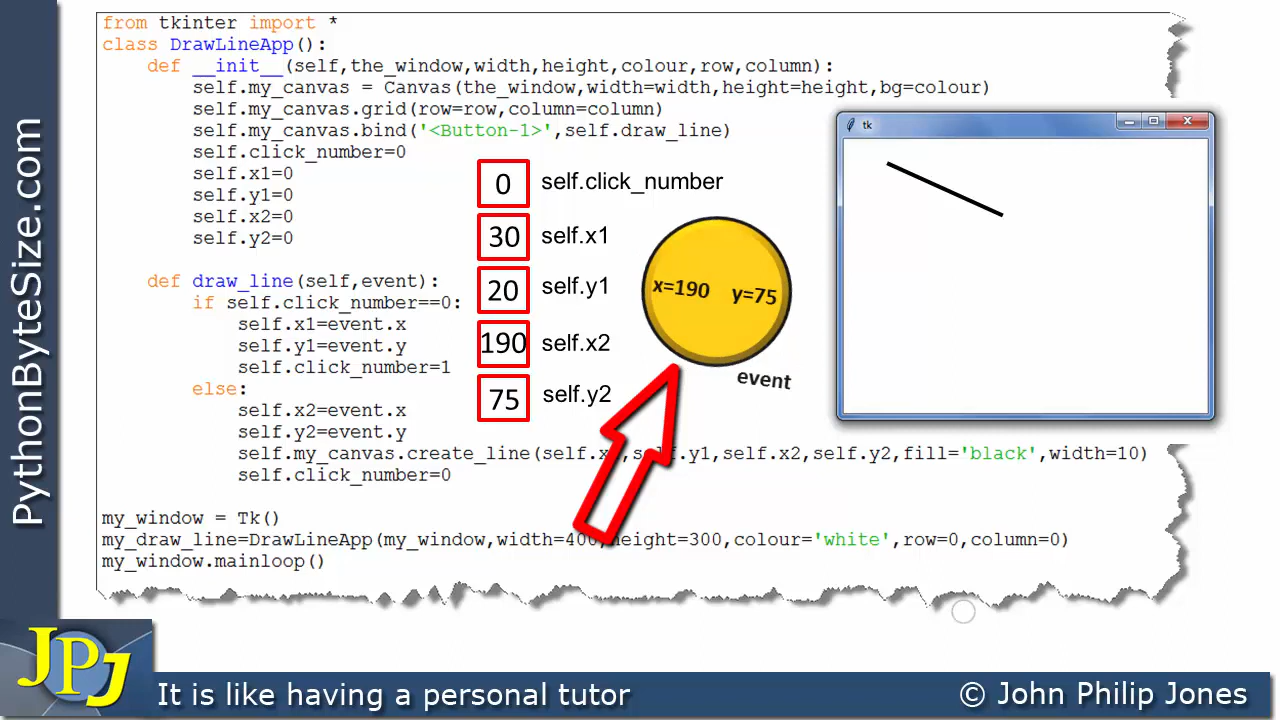 PythonByteSize.com
from tkinter import *
class DrawLineApp():
    def __init__(self,the_window,width,height,colour,row,column):
        self.my_canvas = Canvas(the_window,width=width,height=height,bg=colour)
        self.my_canvas.grid(row=row,column=column)
        self.my_canvas.bind('<Button-1>',self.draw_line)
        self.click_number=0
        self.x1=0
        self.y1=0
        self.x2=0
        self.y2=0
    def draw_line(self,event):
        if self.click_number==0:
            self.x1=event.x
            self.y1=event.y
            self.click_number=1
        else:
            self.x2=event.x
            self.y2=event.y
            self.my_canvas.create_line(self.x ,self.y1,self.x2,self.y2,fill='black',width=10)
            self.click_number=0
my_window = Tk()
my_draw_line=DrawLineApp(my_window,width=400,height=300,colour='white',row=0,column=0)
my_window.mainloop()
0 self.click_number
30 self.x1
20 self.y1
190 self.x2
75 self.y2
x=190 y=75
event
tk
JPJ
It is like having a personal tutor
© John Philip Jones